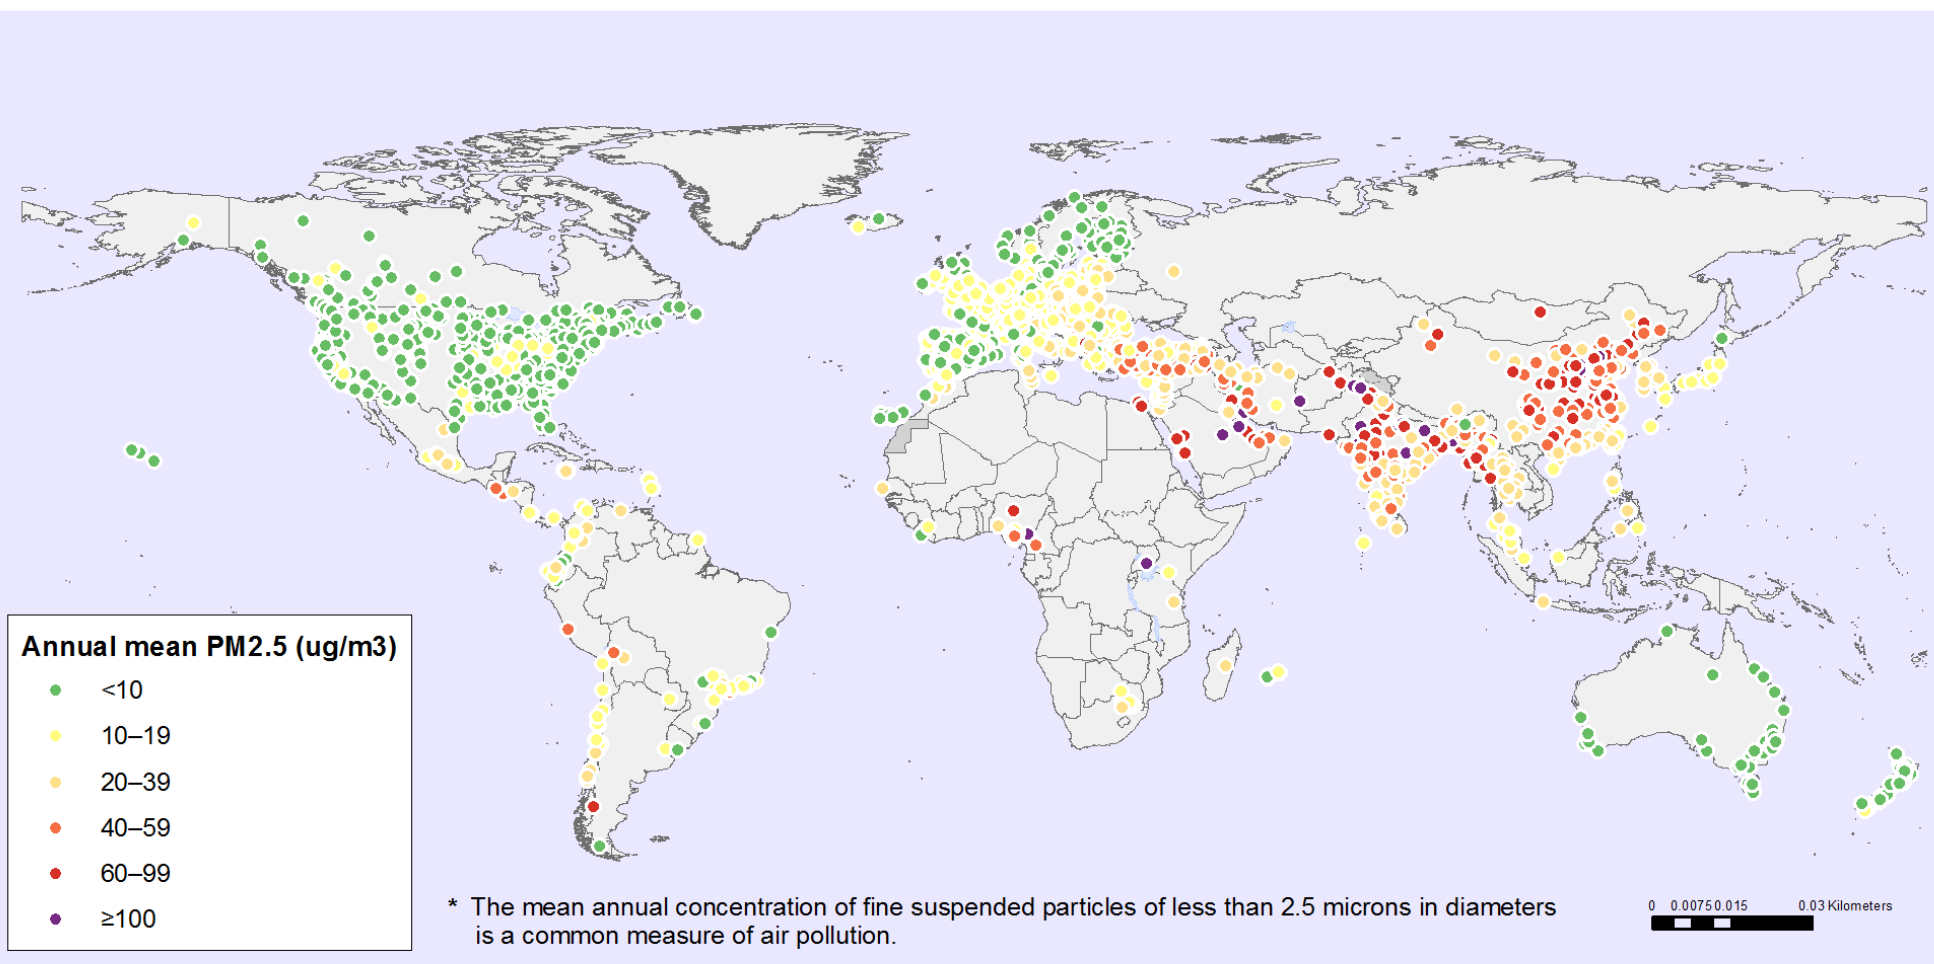 Annual mean PM2.5 (ug/m3)
<10
10–19
20–39
40–59
60–99
≥100
* The mean annual concentration of fine suspended particles of less than 2.5 microns in diameters
is a common measure of air pollution.
0 0.00750.015 0.03 Kilometers